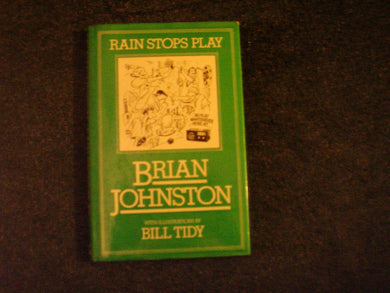 RAIN STOPS PLAY
BRIAN
JOHNSTON
WITH ILLUSTRATIONS BY
BILL TIDY